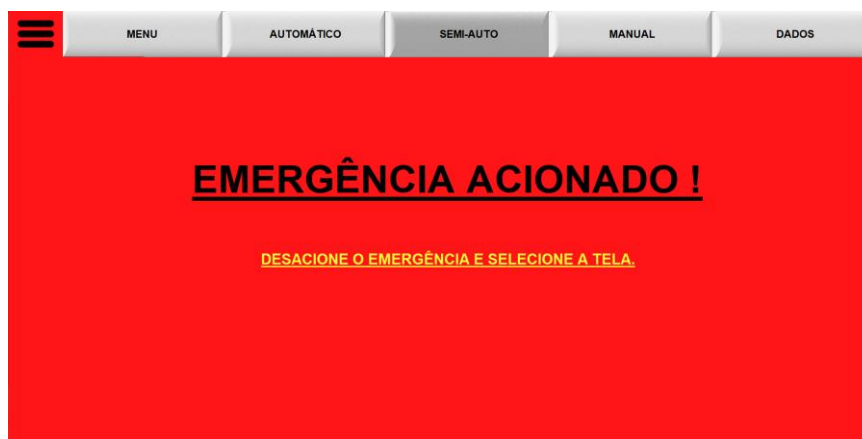 MENU
AUTOMÁTICO
SEMI-AUTO
MANUAL
DADOS
EMERGÊNCIA ACIONADO !
DESACIONE O EMERGÊNCIA E SELECIONE A TELA.